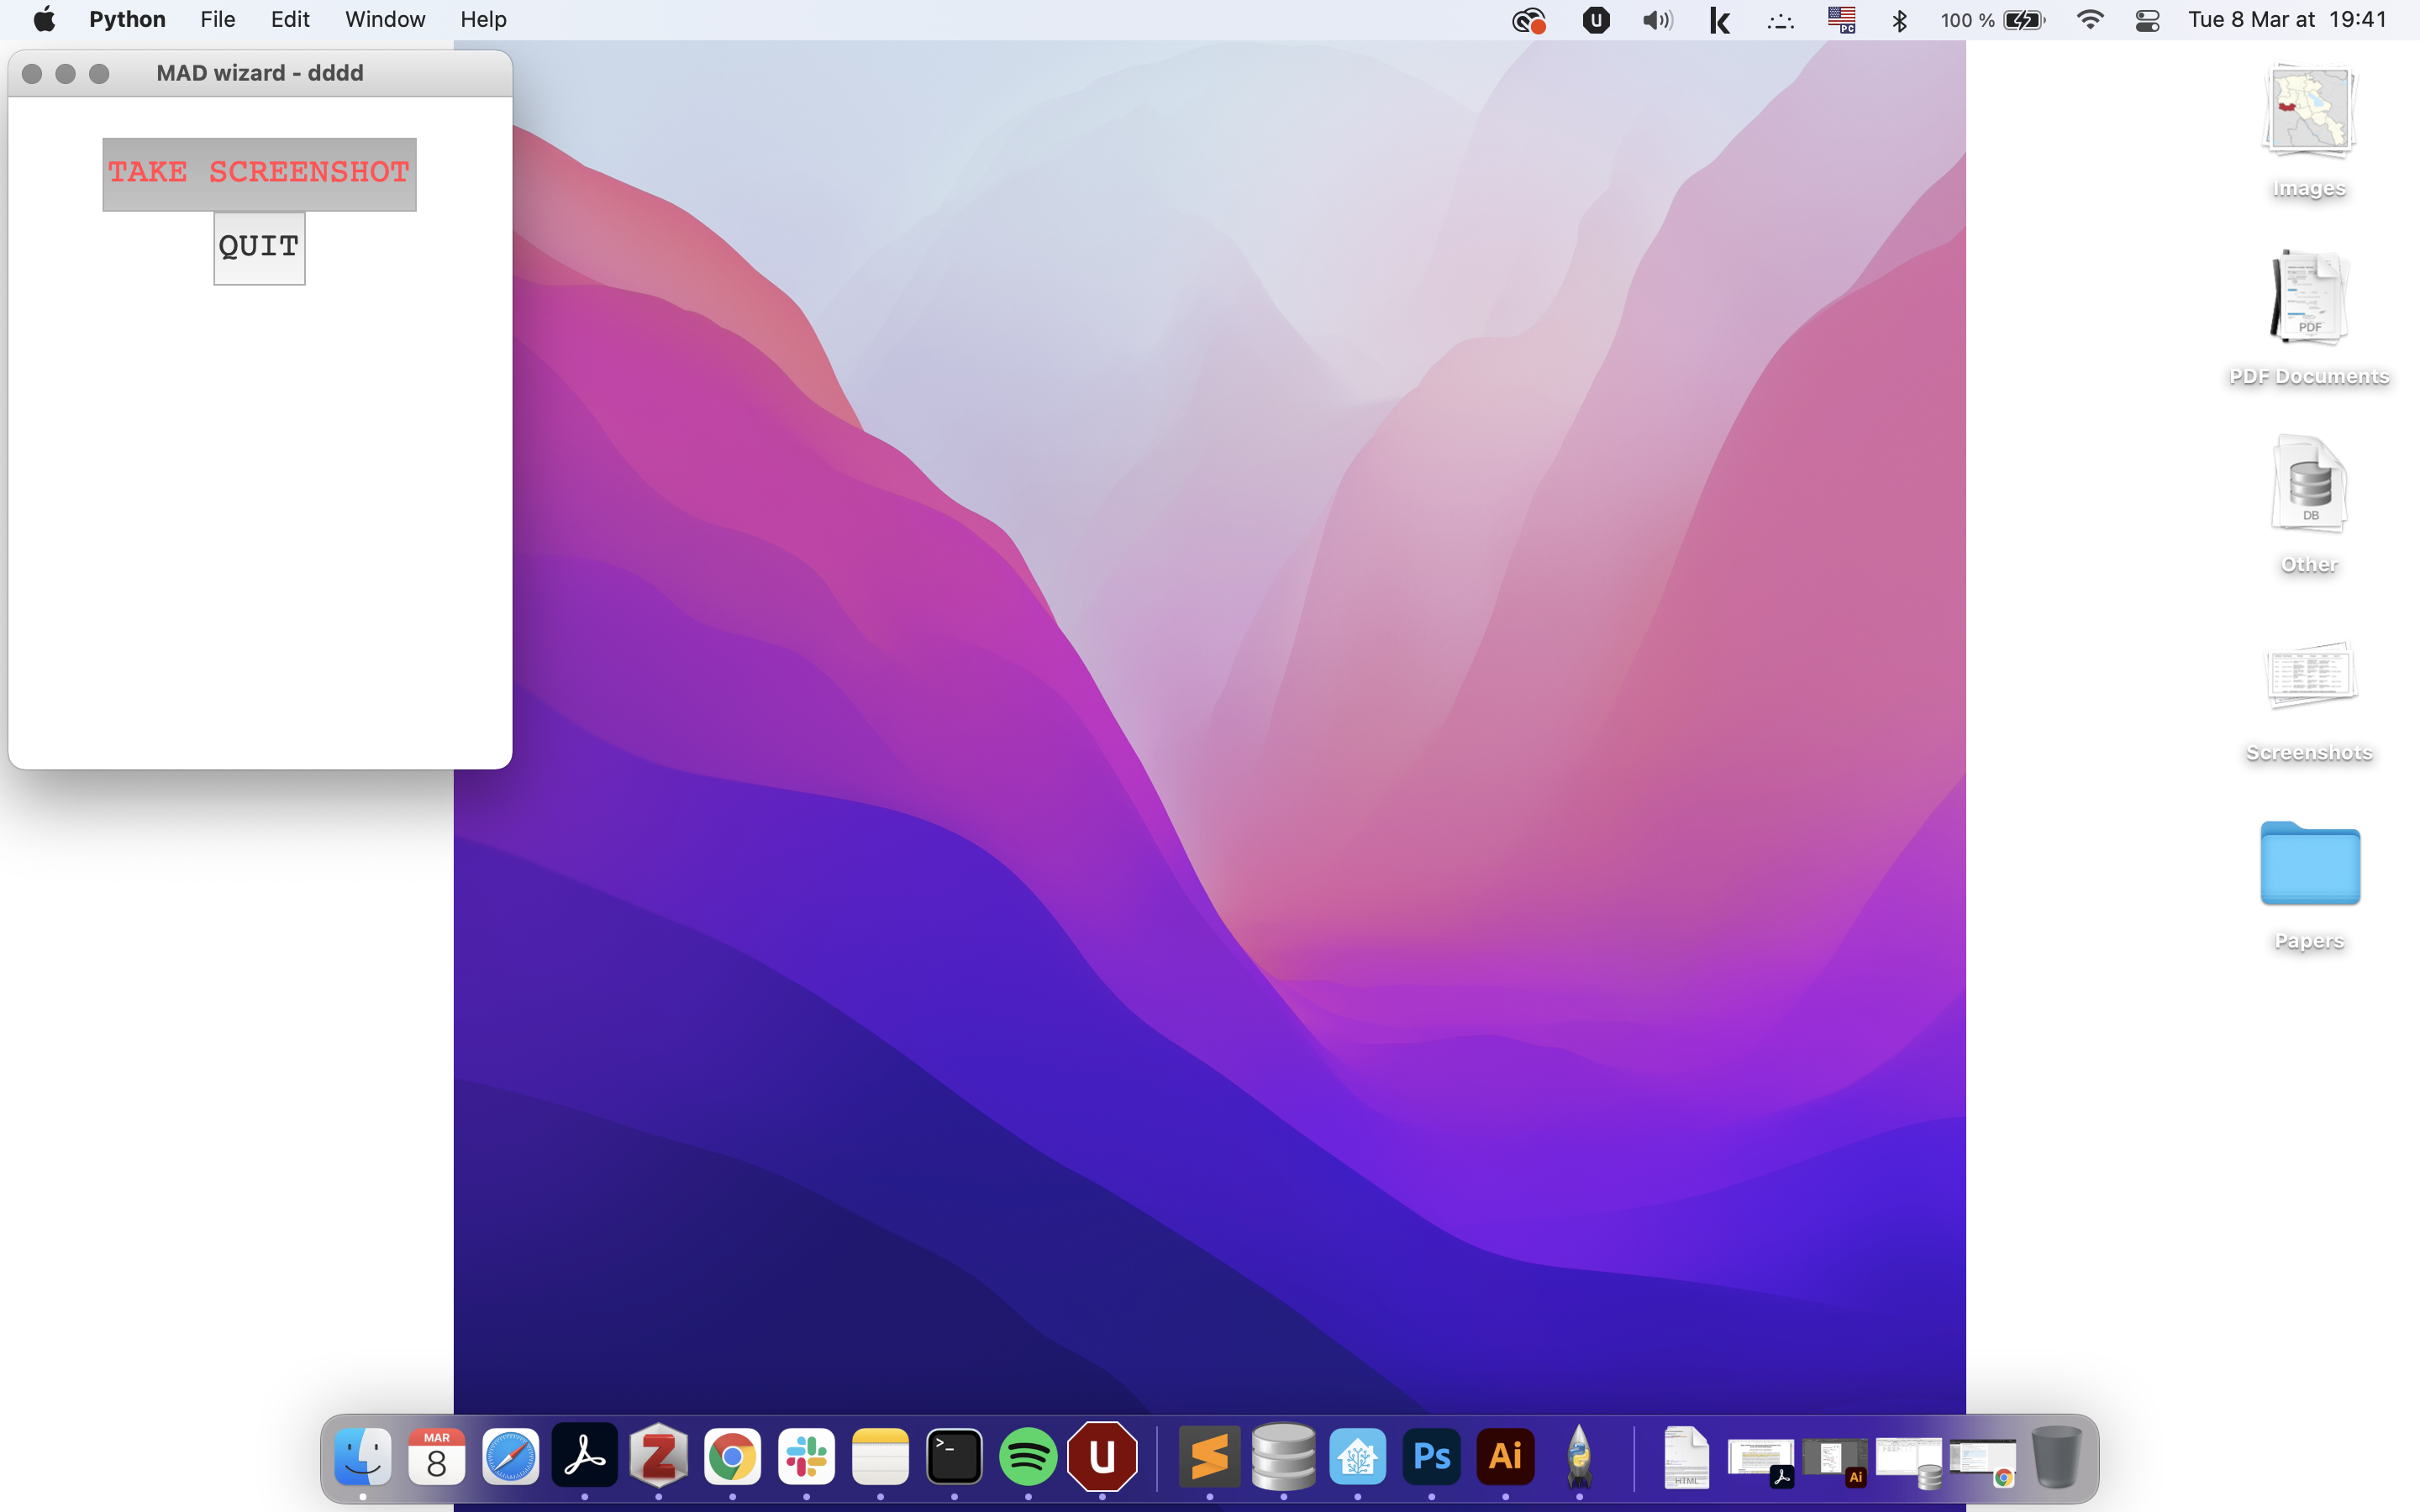 Python File Edit Window Help 100 % Tue 8 Mar at 19:41
MAD wizard - dddd
TAKE SCREENSHOT
QUIT
Images
PDF
PDF Documents
DB
Other
Screenshots
Papers
MAR
8
Ps
Ai
HTML
Ai